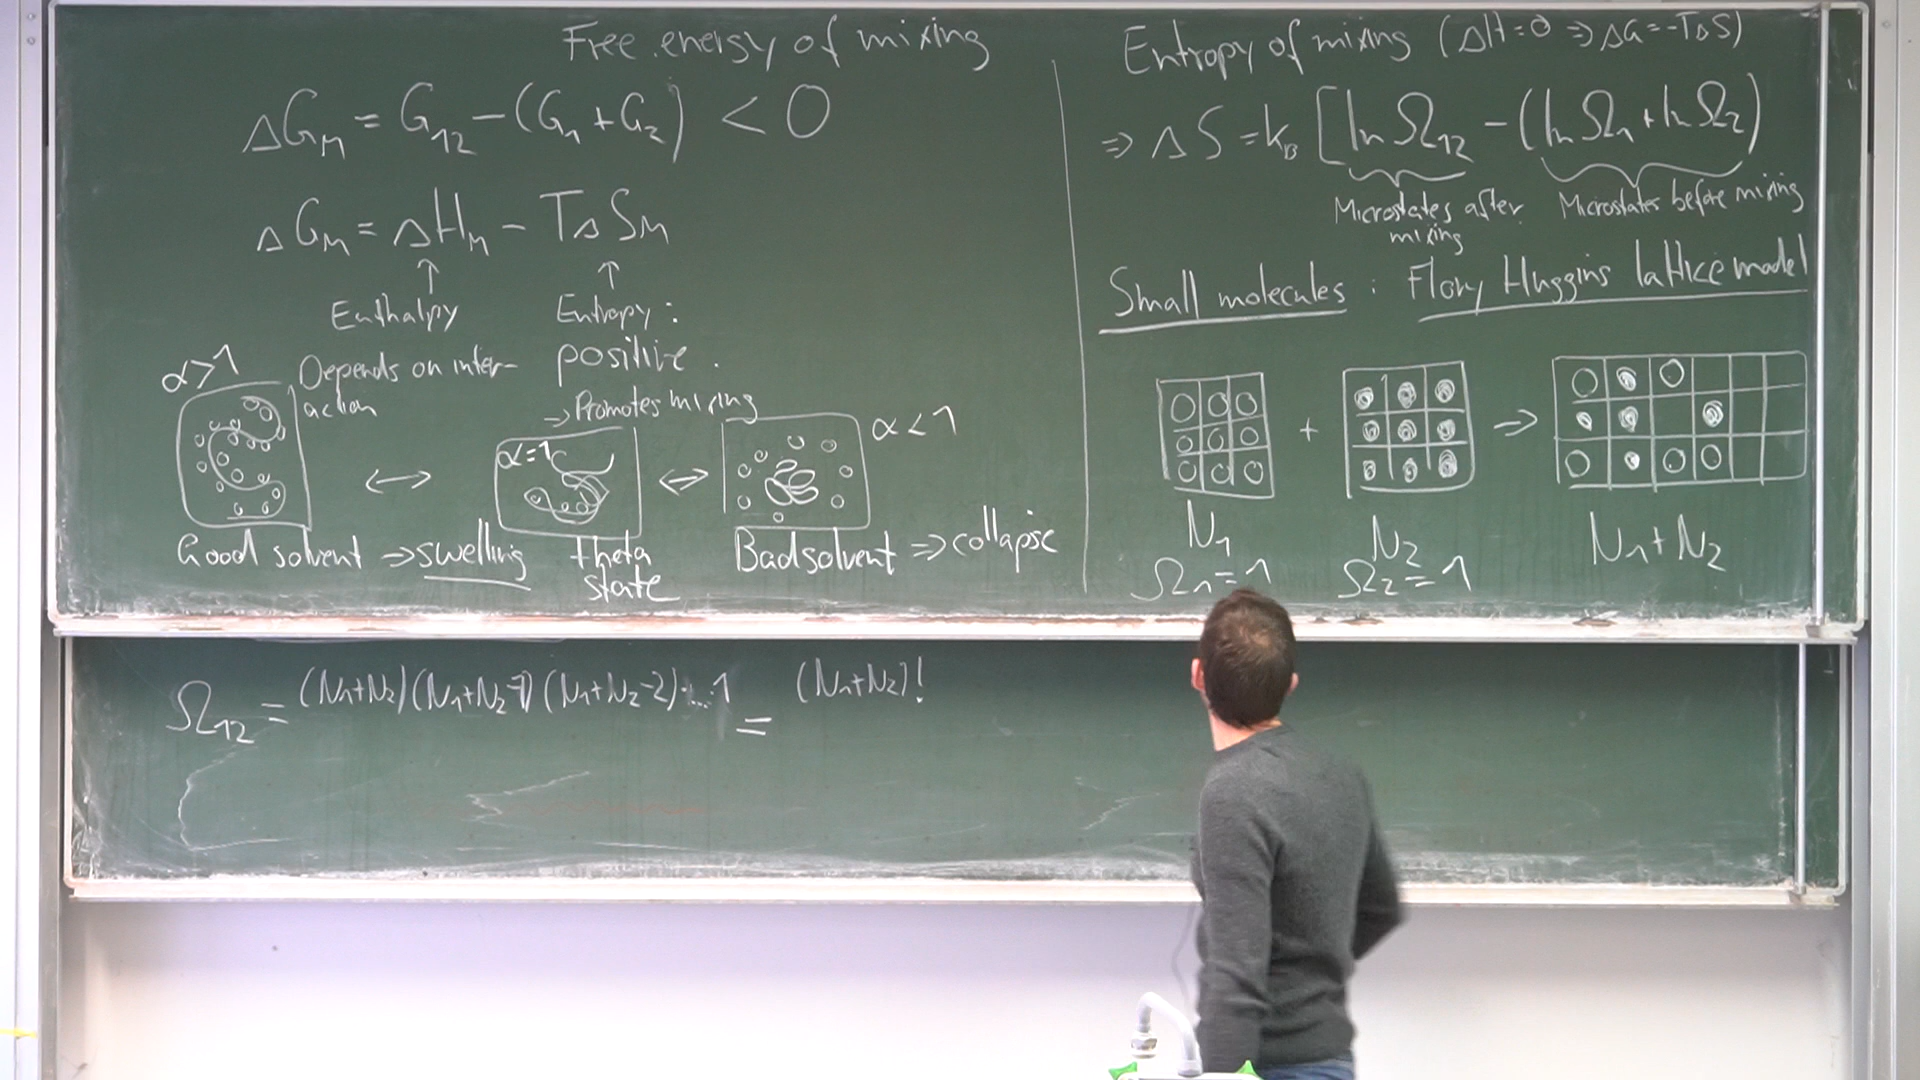 Free energy of mixing
ΔG_M = G_12 - (G_1 + G_2) < 0
ΔG_M = ΔH_M - TΔS_M
↑ ↑
Enthalpy
Depends on inter-
action
Entropy :
positive .
⇒ Promotes mixing
α>1
α=1
α<1
↔ ⇔
Good solvent ⇒ swelling
theta
state
Bad solvent ⇒ collapse
Entropy of mixing (ΔH=0 ⇒ ΔG=-TΔS)
⇒ ΔS = k_B [ln Ω_12 - (ln Ω_1 + ln Ω_2)
Microstates after
mixing
Microstates before mixing
Small molecules : Flory Huggins lattice model
+ ⇒
N_1 N_2 N_1+N_2
Ω_1=1 Ω_2=1
Ω_12 = (N_1+N_2)(N_1+N_2-1)(N_1+N_2-2)·...1 = (N_1+N_2)!